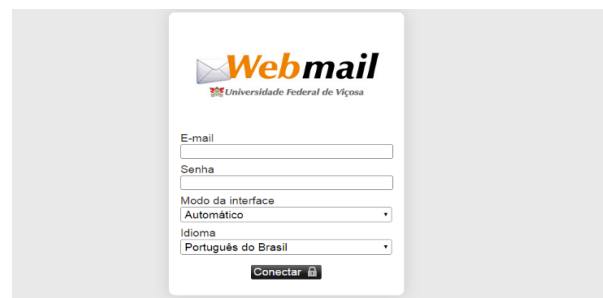 Webmail
Universidade Federal de Viçosa
E-mail
Senha
Modo da interface
Automático
Idioma
Português do Brasil
Conectar